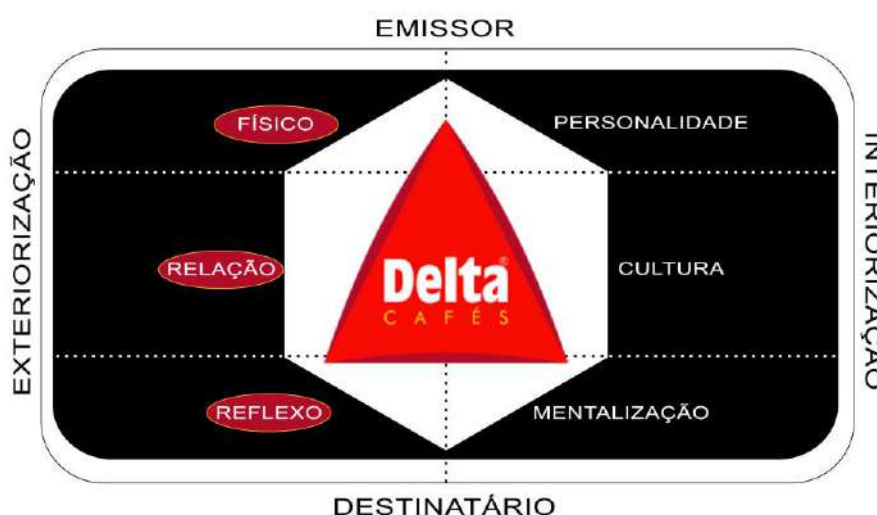 EMISSOR
FÍSICO
PERSONALIDADE
EXTERIORIZAÇÃO
INTERIORIZAÇÃO
RELAÇÃO
Delta®
CAFÉS
CULTURA
REFLEXO
MENTALIZAÇÃO
DESTINATÁRIO